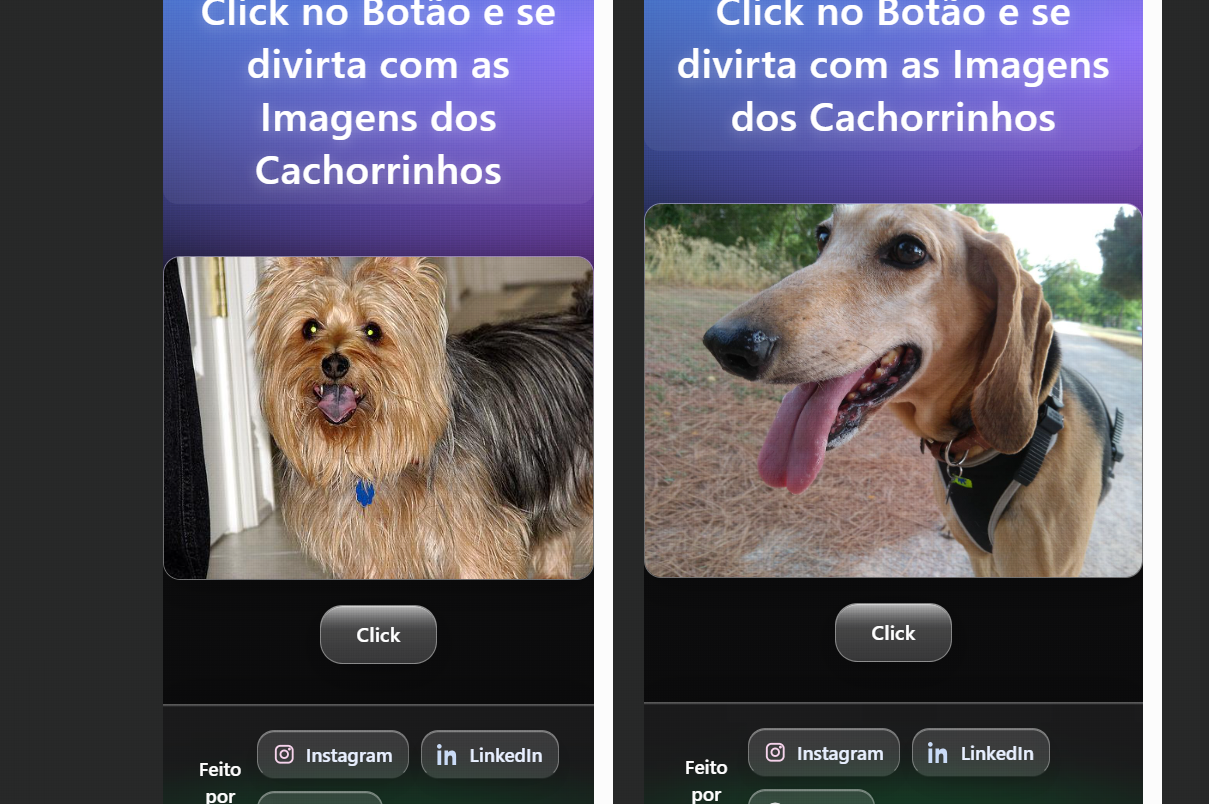 Click no Botão e se
divirta com as
Imagens dos
Cachorrinhos
Click
Feito
por
Instagram
LinkedIn
Click no Botão e se
divirta com as Imagens
dos Cachorrinhos
Click
Feito
por
Instagram
LinkedIn